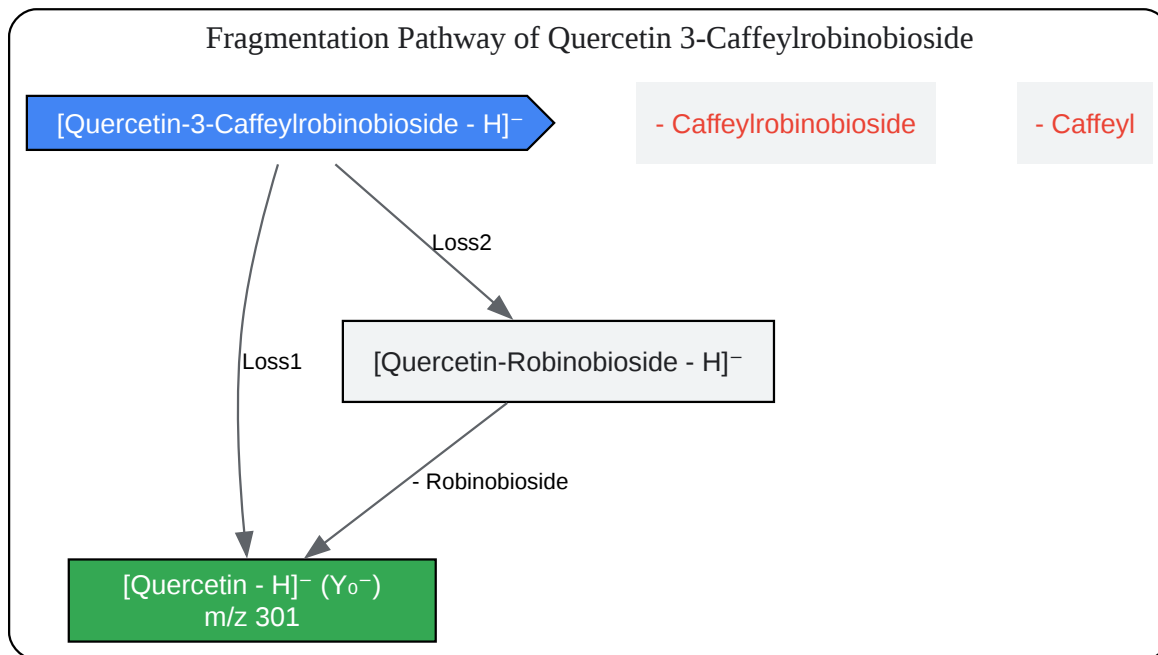 Fragmentation Pathway of Quercetin 3-Caffeylrobinobioside
[Quercetin-3-Caffeylrobinobioside - H]⁻
- Caffeylrobinobioside
- Caffeyl
Loss2
Loss1
[Quercetin-Robinobioside - H]⁻
- Robinobioside
[Quercetin - H]⁻ (Y₀⁻)
m/z 301